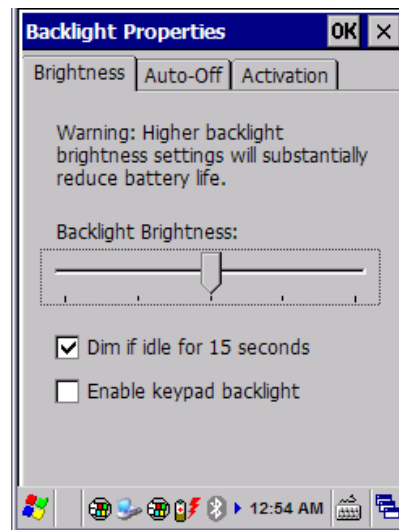 Backlight Properties OK ×
Brightness Auto-Off Activation
Warning: Higher backlight
brightness settings will substantially
reduce battery life.
Backlight Brightness:
Dim if idle for 15 seconds
Enable keypad backlight
12:54 AM